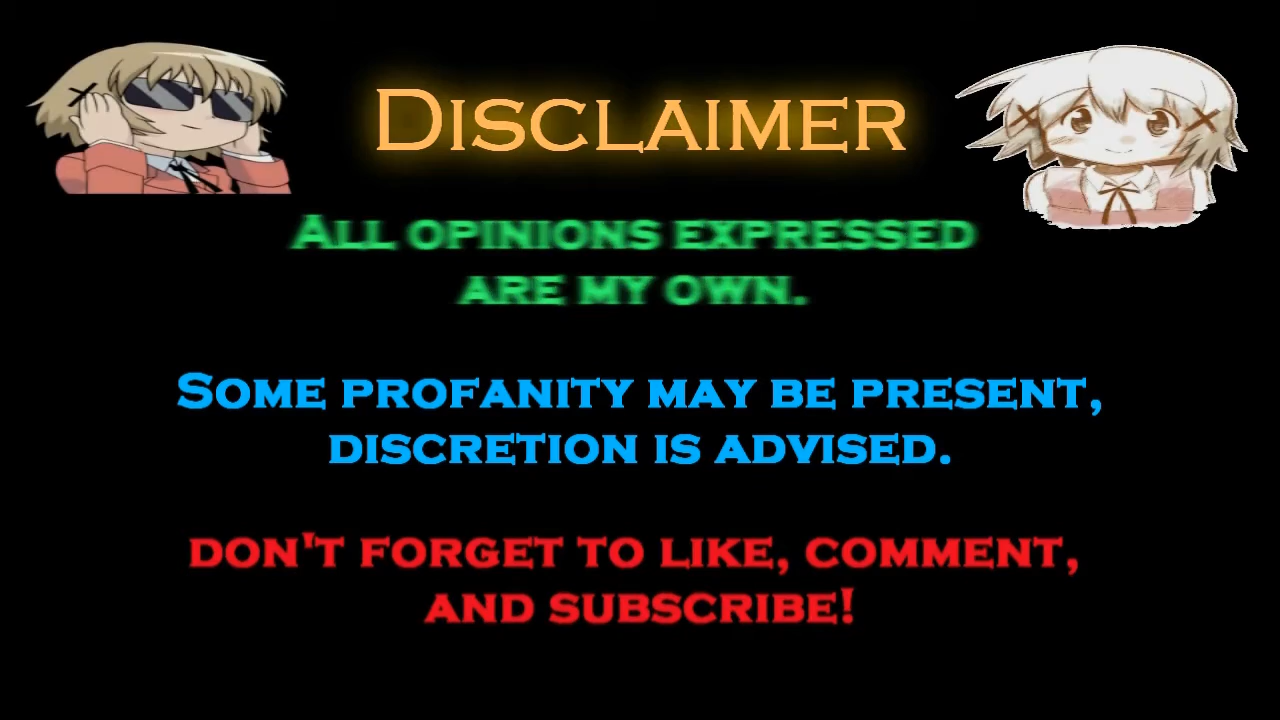 Disclaimer
All opinions expressed
are my own.
Some profanity may be present,
discretion is advised.
don't forget to like, comment,
and subscribe!